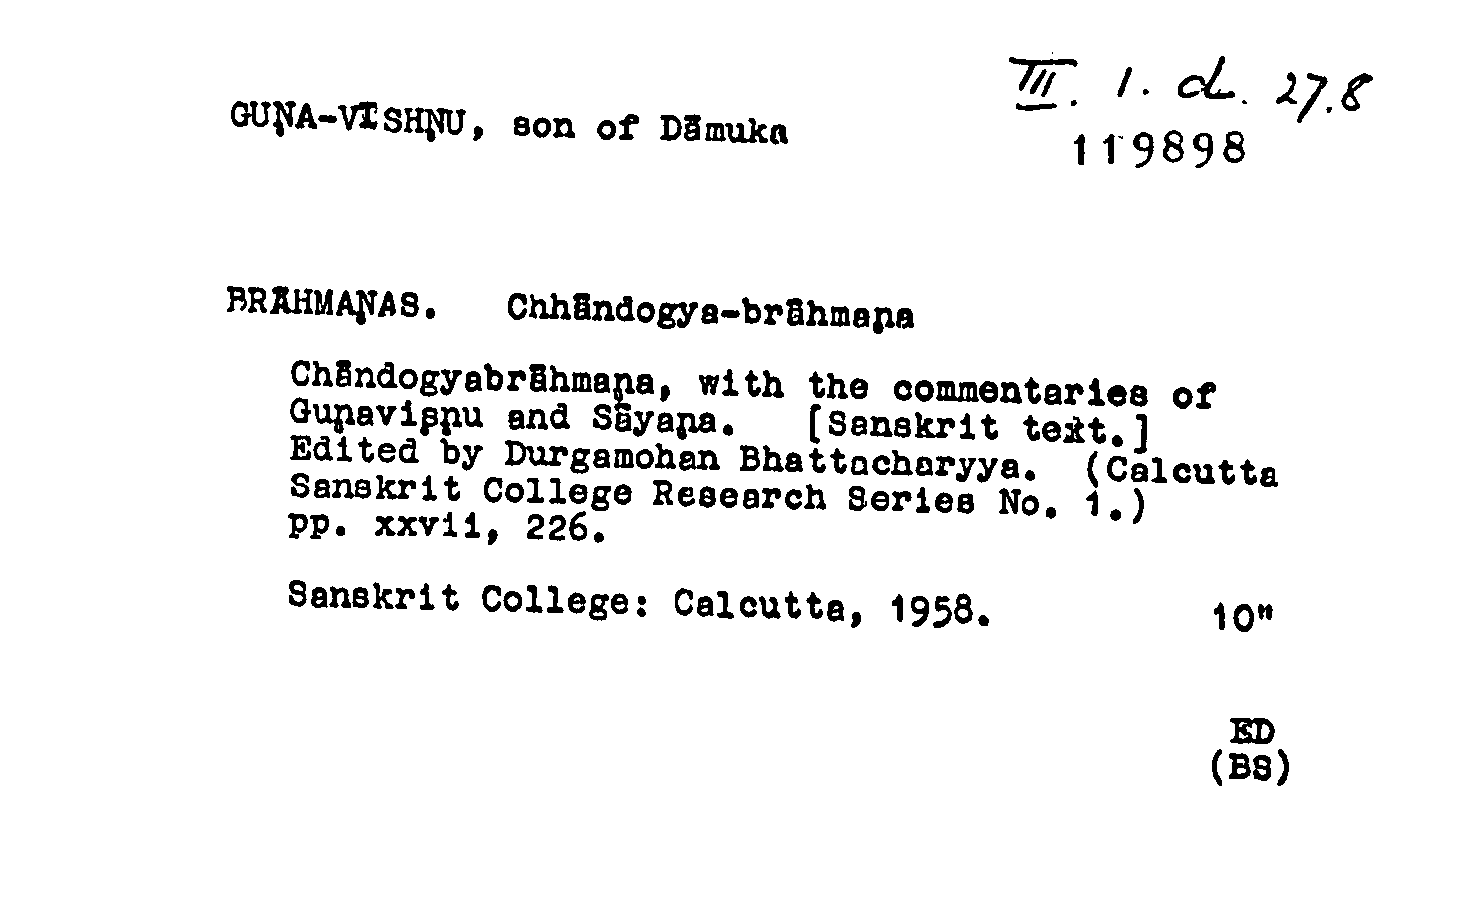 III. 1. d. 27.8
GUṆA-VISHṆU, son of Dāmuka
119898
BRĀHMAṆAS. Chhāndogya-brāhmaṇa
Chāndogyabrāhmaṇa, with the commentaries of
Guṇaviṣṇu and Sāyaṇa. [Sanskrit text.]
Edited by Durgamohan Bhattacharyya. (Calcutta
Sanskrit College Research Series No. 1.)
pp. xxvii, 226.
Sanskrit College: Calcutta, 1958. 10"
ED
(BS)